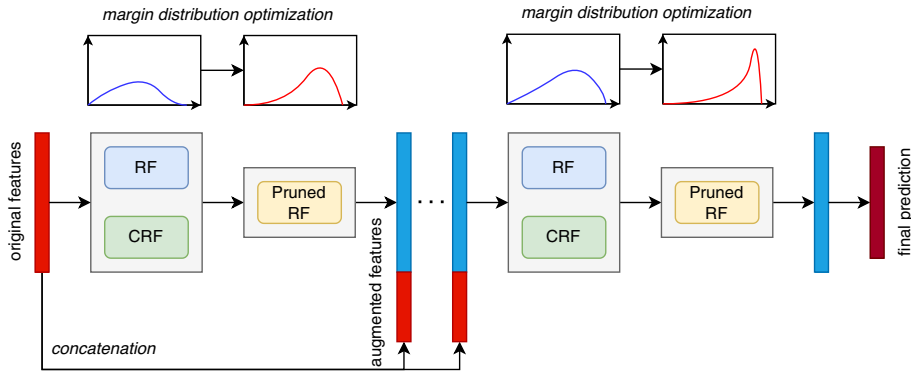 margin distribution optimization
margin distribution optimization
original features
RF
CRF
Pruned
RF
augmented features
...
RF
CRF
Pruned
RF
final prediction
concatenation